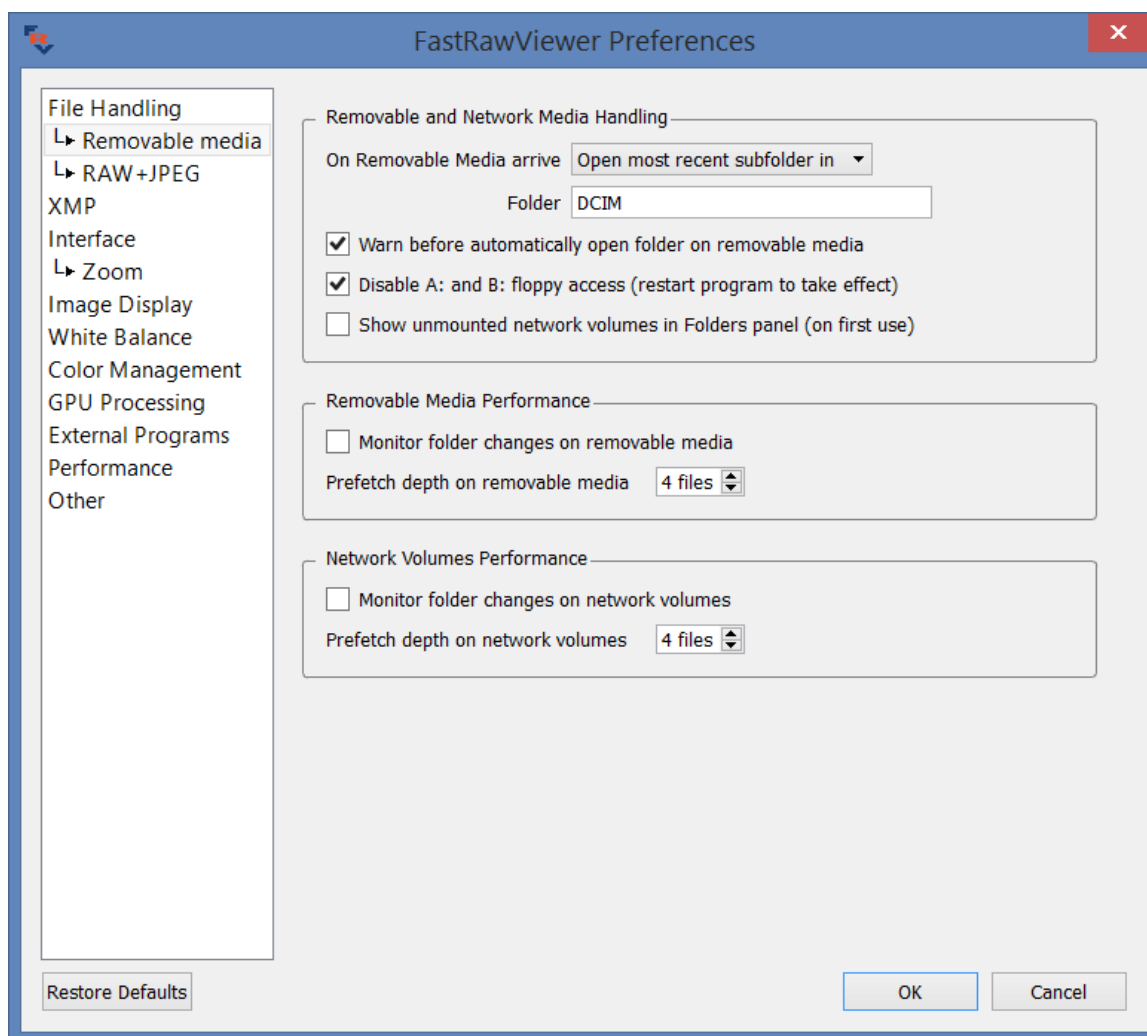 FastRawViewer Preferences
File Handling
Removable media
RAW+JPEG
XMP
Interface
Zoom
Image Display
White Balance
Color Management
GPU Processing
External Programs
Performance
Other
Removable and Network Media Handling
On Removable Media arrive Open most recent subfolder in
Folder DCIM
Warn before automatically open folder on removable media
Disable A: and B: floppy access (restart program to take effect)
Show unmounted network volumes in Folders panel (on first use)
Removable Media Performance
Monitor folder changes on removable media
Prefetch depth on removable media 4 files
Network Volumes Performance
Monitor folder changes on network volumes
Prefetch depth on network volumes 4 files
Restore Defaults OK Cancel